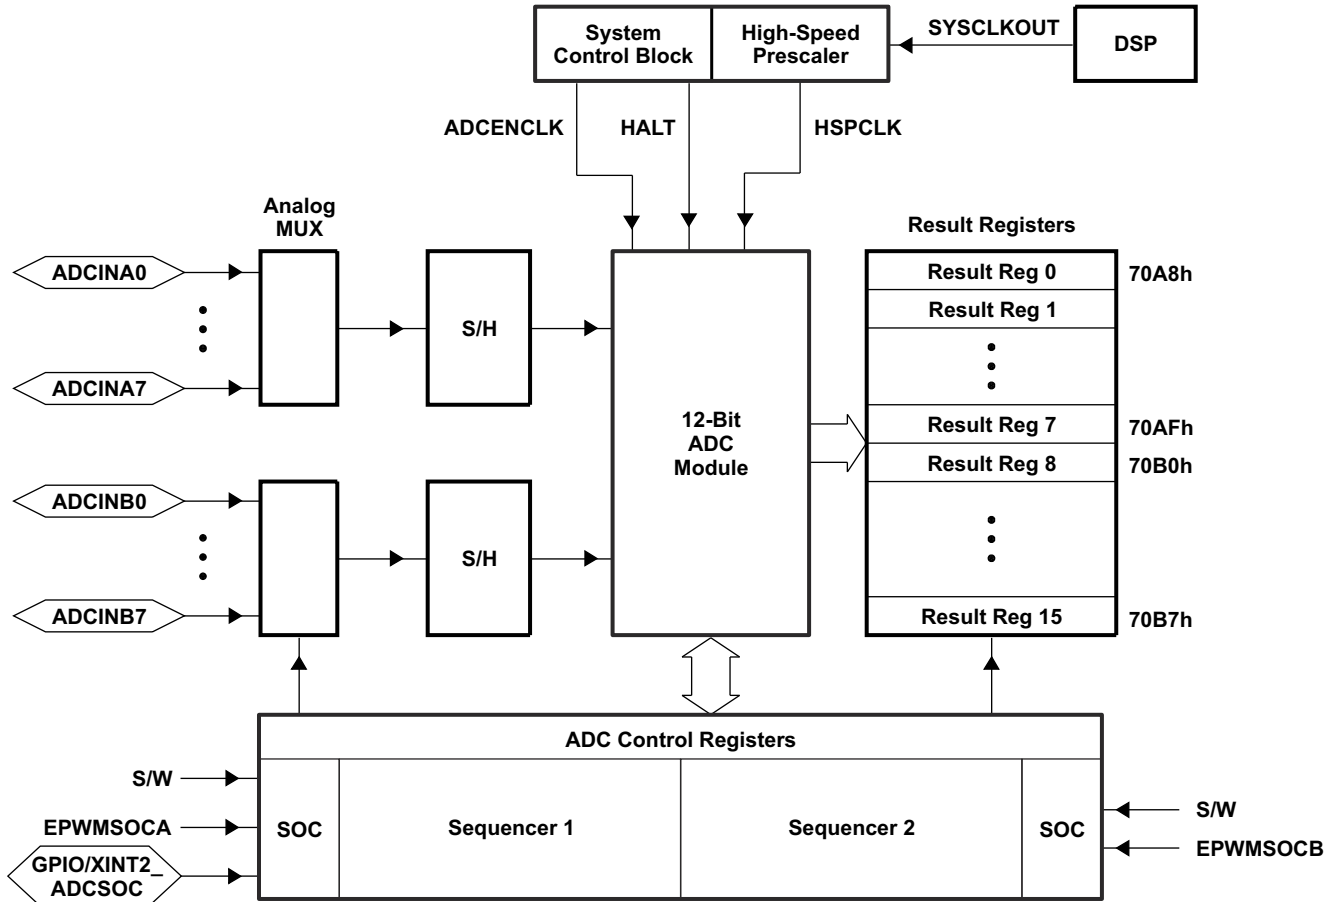 System
Control Block
High-Speed
Prescaler
SYSCLKOUT
DSP
ADCENCLK
HALT
HSPCLK
Analog
MUX
Result Registers
ADCINA0
S/H
Result Reg 0
70A8h
Result Reg 1
ADCINA7
12-Bit
ADC
Module
Result Reg 7
70AFh
Result Reg 8
70B0h
ADCINB0
S/H
ADCINB7
Result Reg 15
70B7h
ADC Control Registers
S/W
EPWMSOCA
GPIO/XINT2_
ADCSOC
SOC
Sequencer 1
Sequencer 2
SOC
S/W
EPWMSOCB